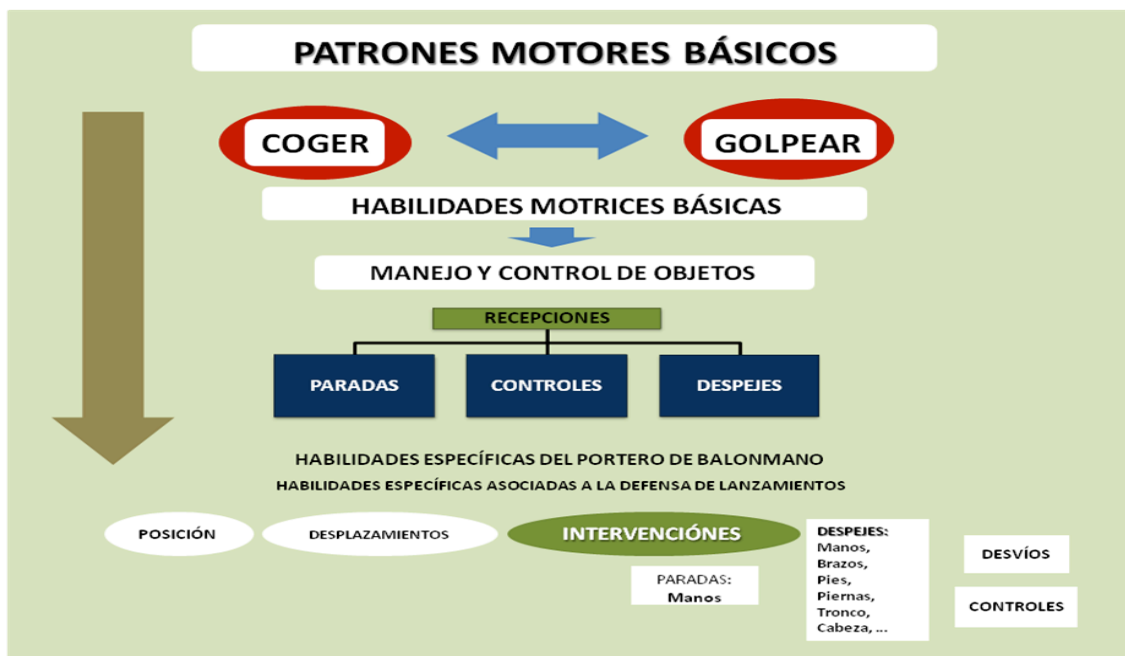 PATRONES MOTORES BÁSICOS
COGER
GOLPEAR
HABILIDADES MOTRICES BÁSICAS
MANEJO Y CONTROL DE OBJETOS
RECEPCIONES
PARADAS
CONTROLES
DESPEJES
HABILIDADES ESPECÍFICAS DEL PORTERO DE BALONMANO
HABILIDADES ESPECÍFICAS ASOCIADAS A LA DEFENSA DE LANZAMIENTOS
POSICIÓN
DESPLAZAMIENTOS
INTERVENCIÓNES
PARADAS:
Manos
DESPEJES:
Manos,
Brazos,
Pies,
Piernas,
Tronco,
Cabeza, ...
DESVÍOS
CONTROLES